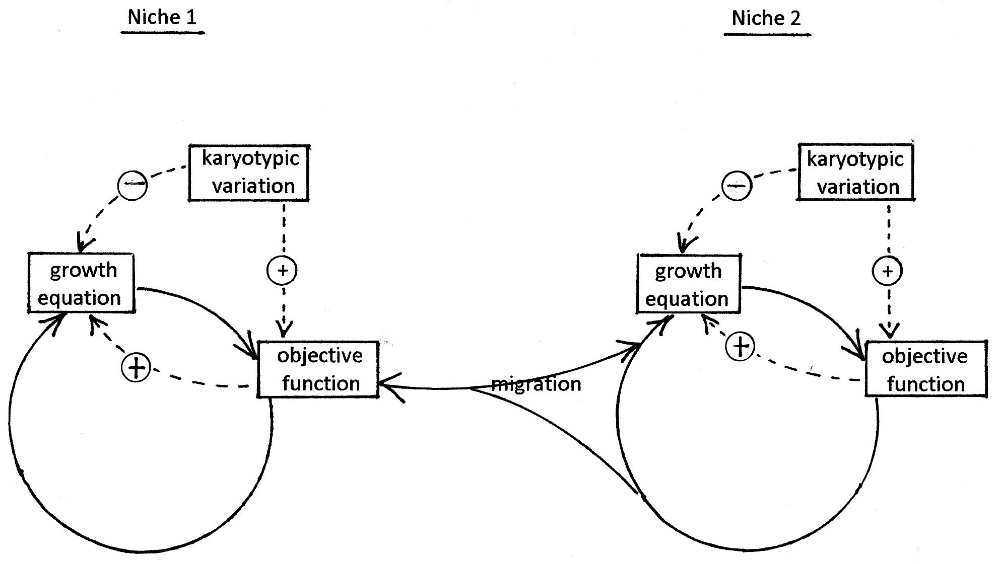 Niche 1
Niche 2
karyotypic
variation
−
+
growth
equation
objective
function
+
migration
karyotypic
variation
−
+
growth
equation
objective
function
+